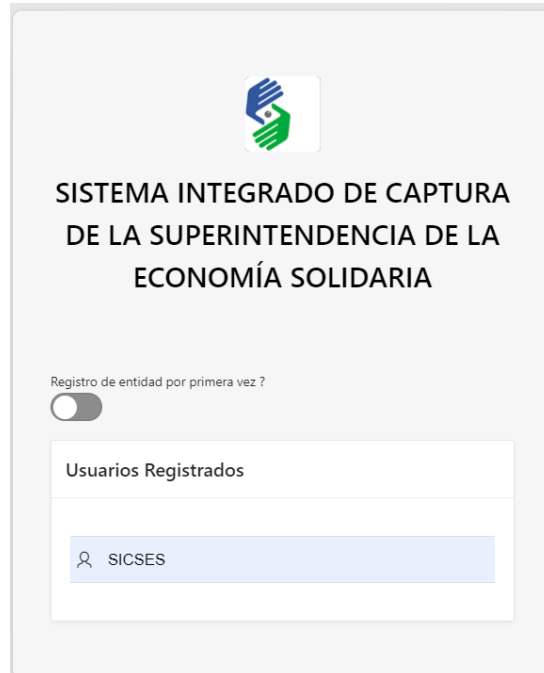 SISTEMA INTEGRADO DE CAPTURA
DE LA SUPERINTENDENCIA DE LA
ECONOMÍA SOLIDARIA
Registro de entidad por primera vez ?
Usuarios Registrados
SICSES